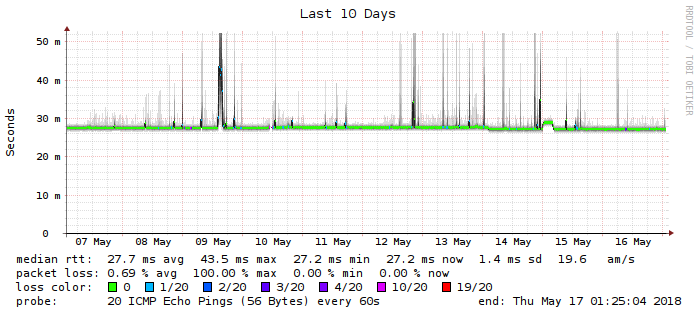 Last 10 Days
RRDTOOL / TOBI OETIKER
Seconds
50 m
40 m
30 m
20 m
10 m
0
07 May 08 May 09 May 10 May 11 May 12 May 13 May 14 May 15 May 16 May
median rtt: 27.7 ms avg 43.5 ms max 27.2 ms min 27.2 ms now 1.4 ms sd 19.6 am/s
packet loss: 0.69 % avg 100.00 % max 0.00 % min 0.00 % now
loss color: 0 1/20 2/20 3/20 4/20 10/20 19/20
probe: 20 ICMP Echo Pings (56 Bytes) every 60s end: Thu May 17 01:25:04 2018